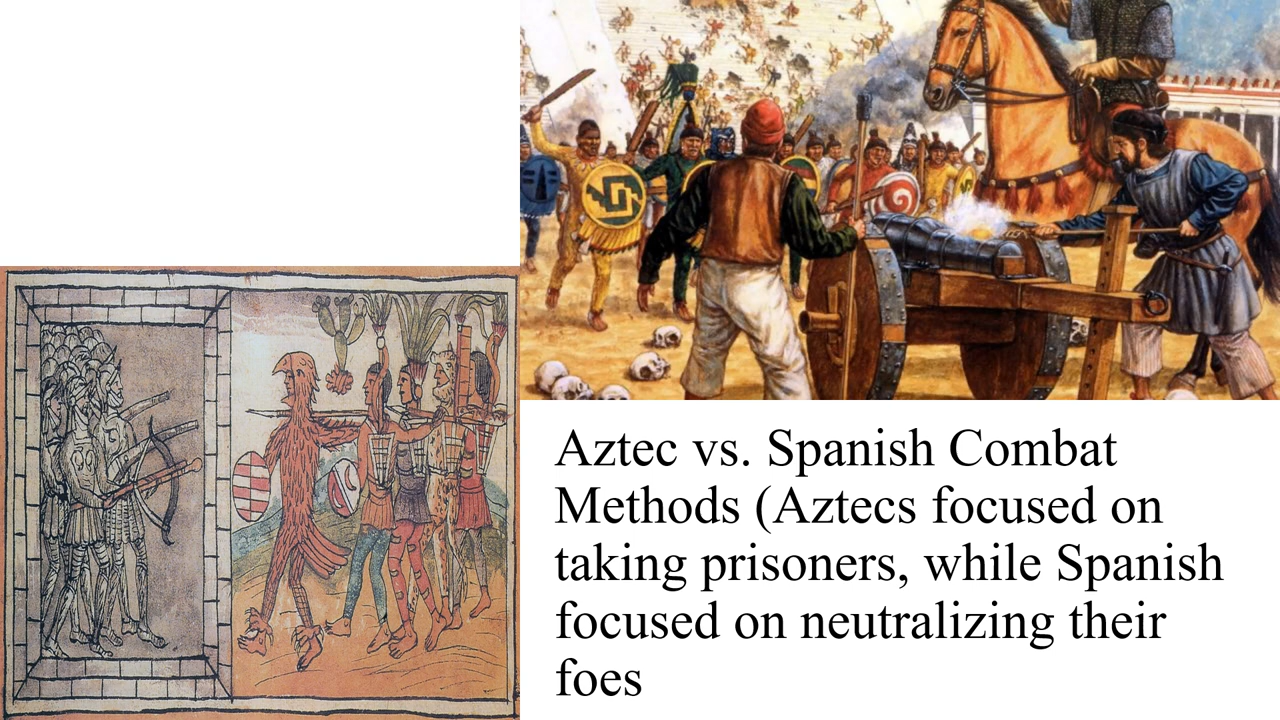 Aztec vs. Spanish Combat
Methods (Aztecs focused on
taking prisoners, while Spanish
focused on neutralizing their
foes